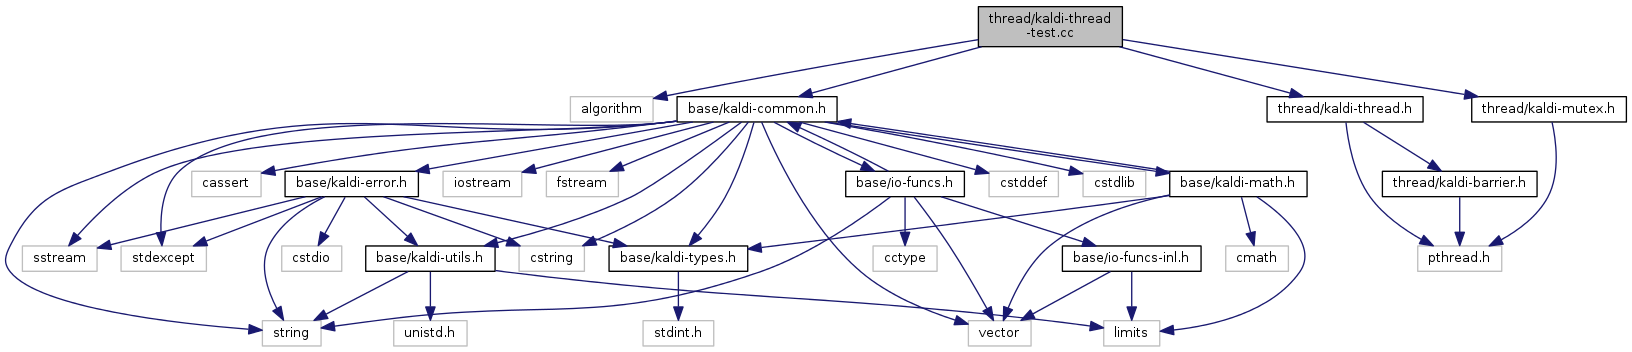 thread/kaldi-thread
-test.cc
algorithm
base/kaldi-common.h
thread/kaldi-thread.h
thread/kaldi-mutex.h
cassert
base/kaldi-error.h
iostream
fstream
base/io-funcs.h
cstddef
cstdlib
base/kaldi-math.h
thread/kaldi-barrier.h
sstream
stdexcept
cstdio
base/kaldi-utils.h
cstring
base/kaldi-types.h
cctype
base/io-funcs-inl.h
cmath
pthread.h
string
unistd.h
stdint.h
vector
limits